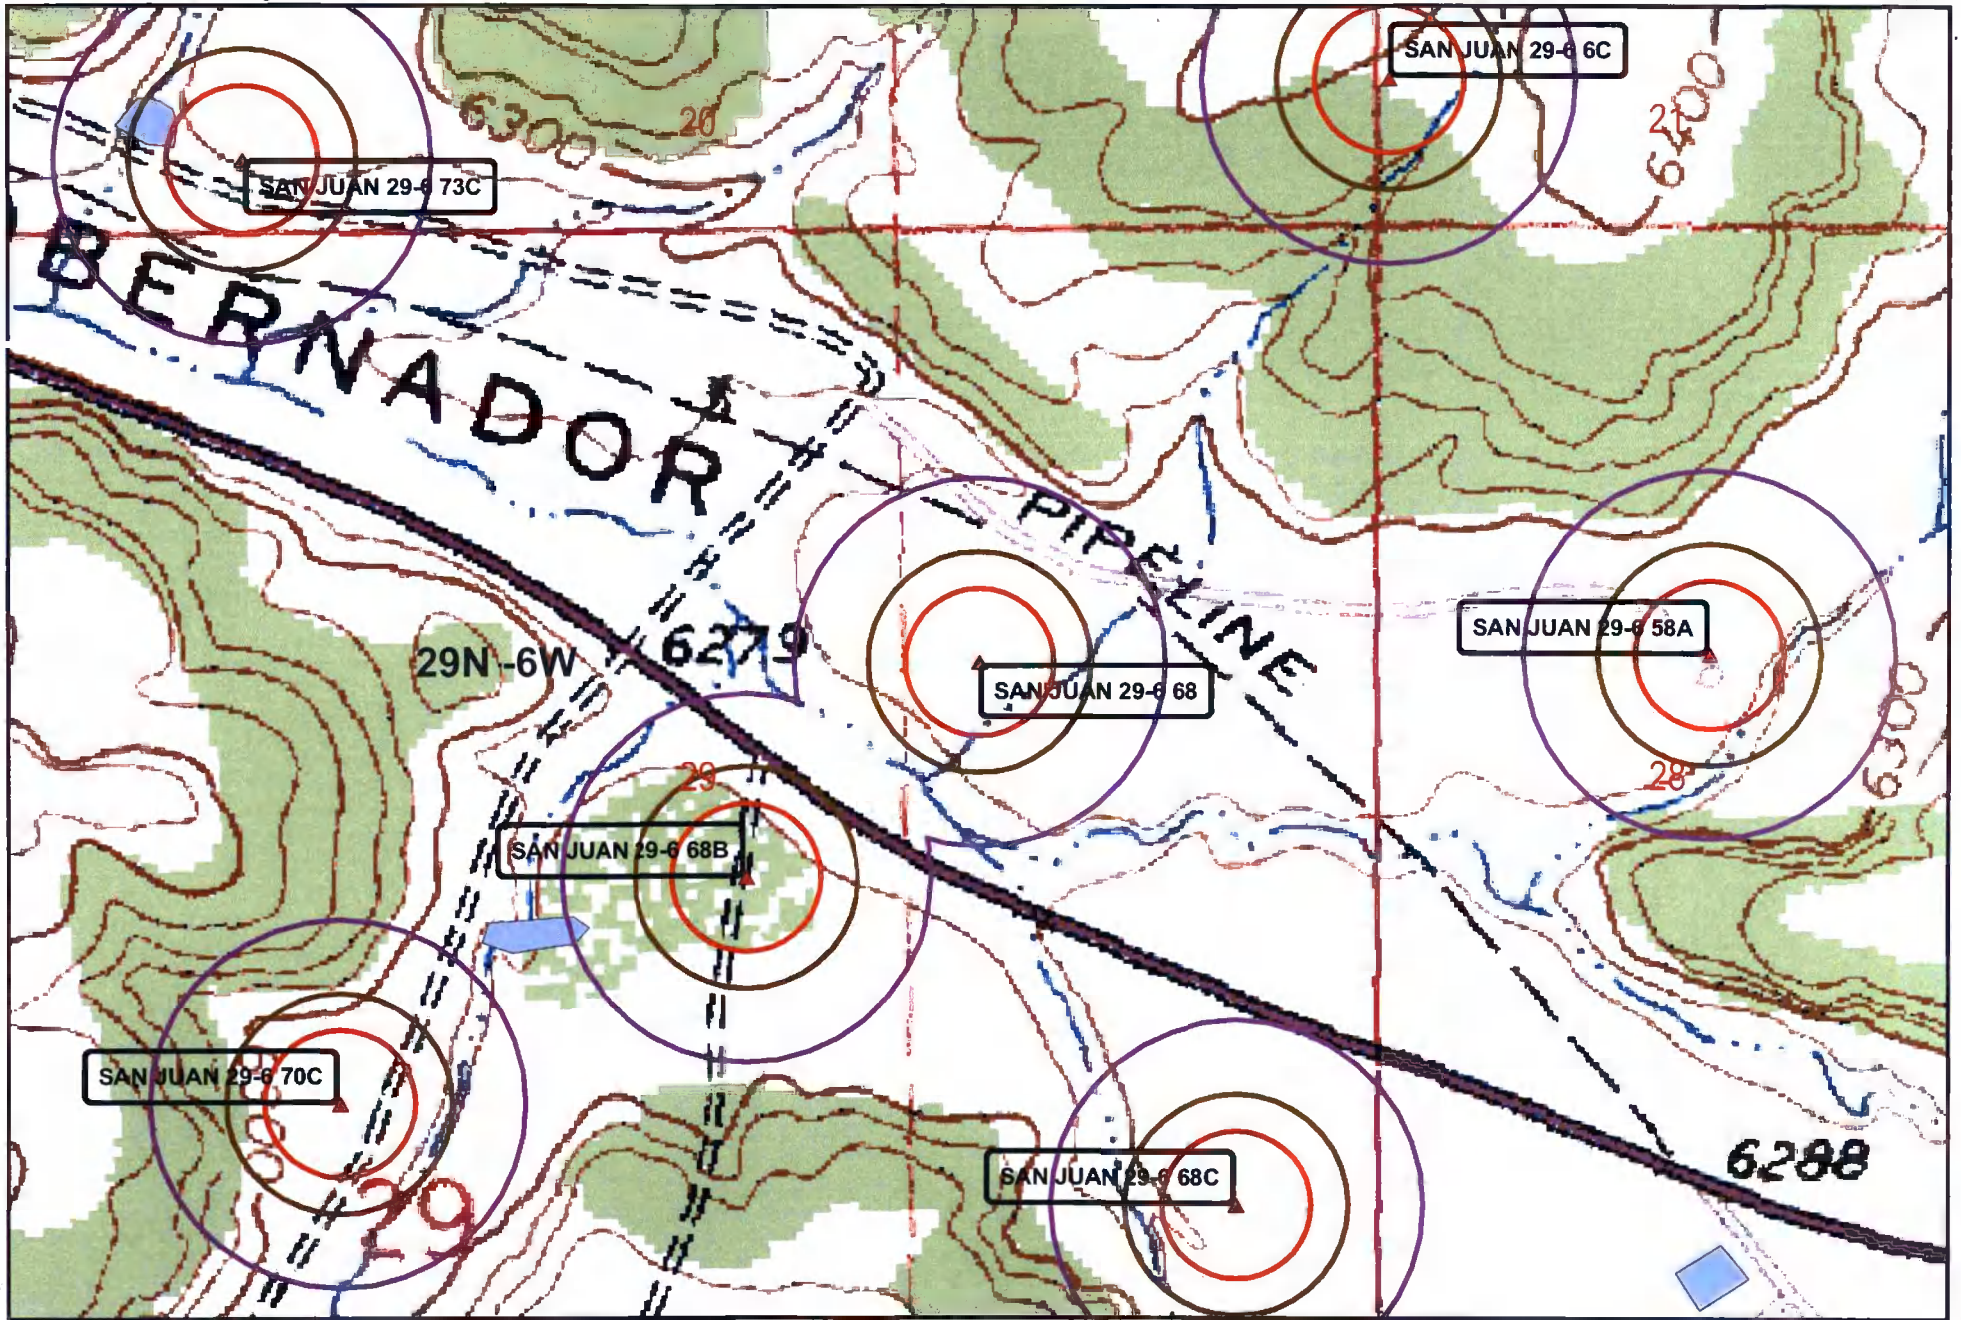 SAN JUAN 29-6 6C
6300
20
21
6400
SAN JUAN 29-6 73C
BERNADOR
PIPELINE
6279
29N -6W
SAN JUAN 29-6 58A
SAN JUAN 29-6 68
6300
29
28
SAN JUAN 29-6 68B
SAN JUAN 29-6 70C
SAN JUAN 29-6 68C
6288
29